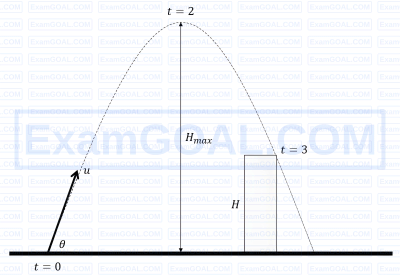 t = 2
ExamGOAL.COM
H_max
t = 3
u
H
θ
t = 0